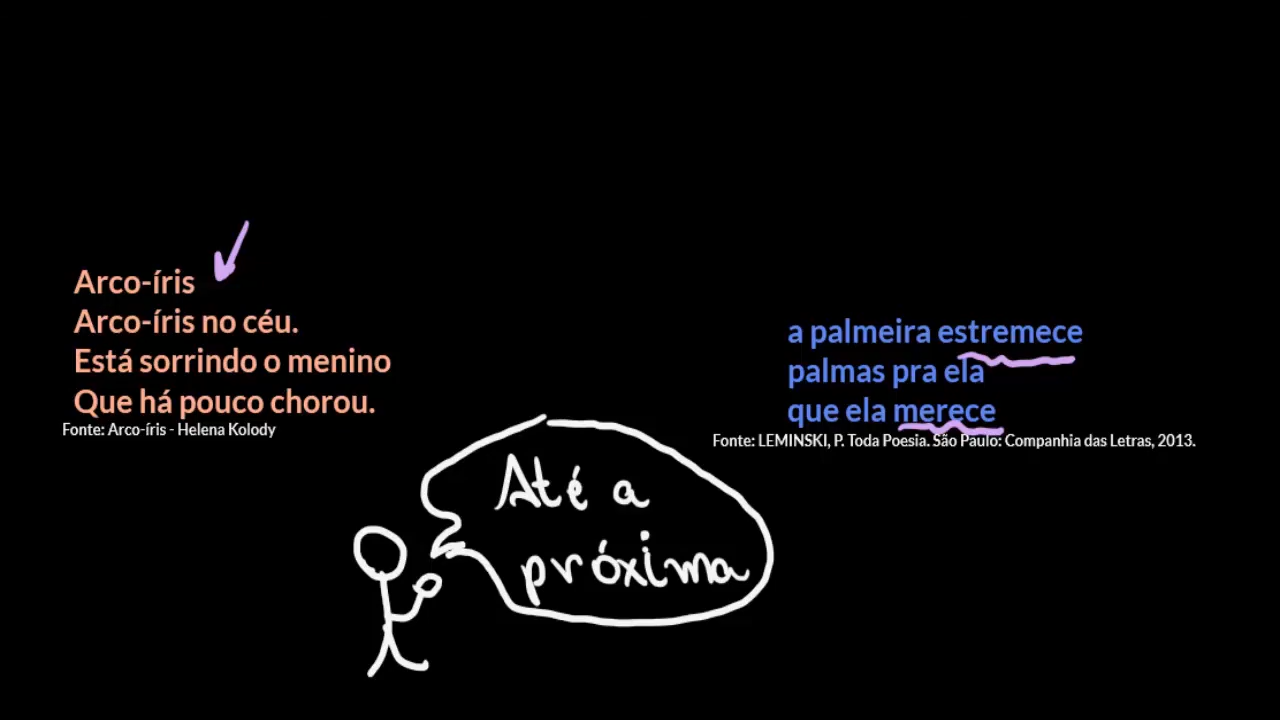 Arco-íris
Arco-íris no céu.
Está sorrindo o menino
Que há pouco chorou.
Fonte: Arco-íris - Helena Kolody
a palmeira estremece
palmas pra ela
que ela merece
Fonte: LEMINSKI, P. Toda Poesia. São Paulo: Companhia das Letras, 2013.
Até a
próxima